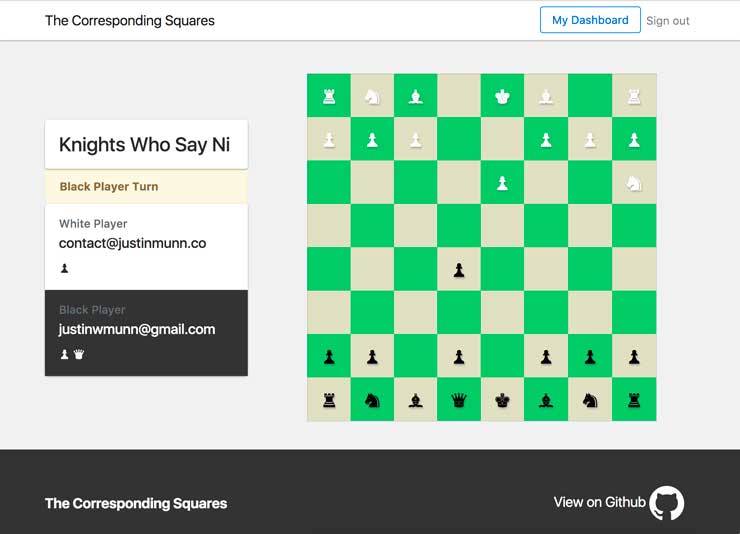 The Corresponding Squares
My Dashboard
Sign out
Knights Who Say Ni
Black Player Turn
White Player
contact@justinmunn.co
Black Player
justinwmunn@gmail.com
The Corresponding Squares
View on Github